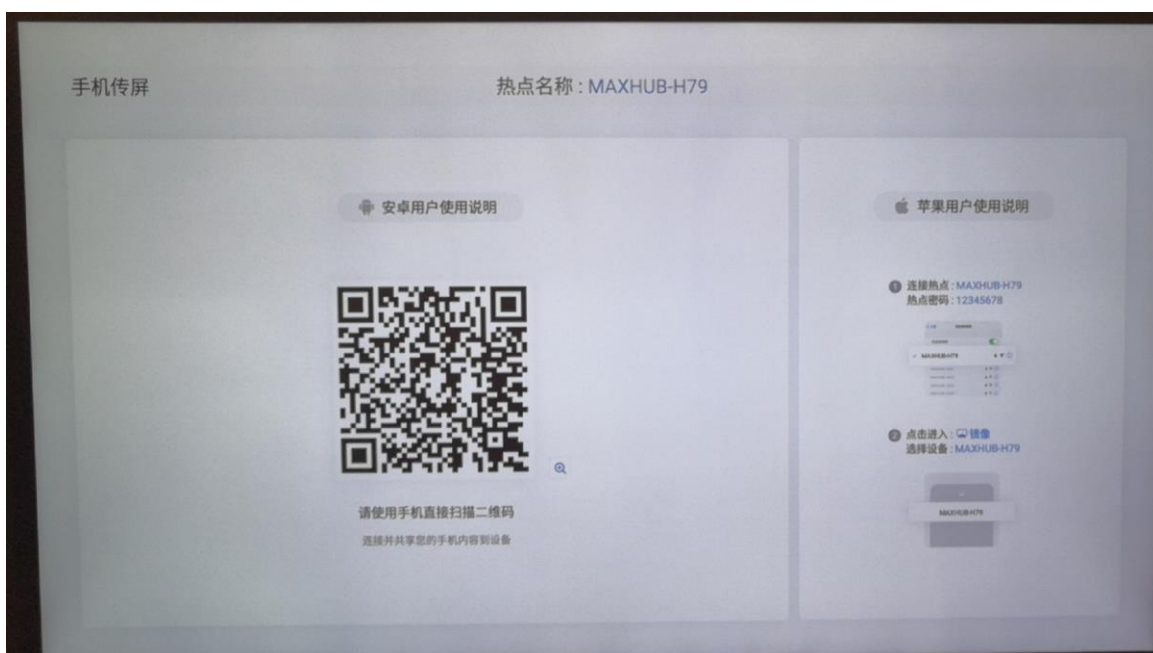 手机传屏
热点名称 : MAXHUB-H79
安卓用户使用说明
请使用手机直接扫描二维码
连接并共享您的手机内容到设备
苹果用户使用说明
1 连接热点 : MAXHUB-H79
热点密码 : 12345678
MAXHUB-H79
2 点击进入 : 镜像
选择设备 : MAXHUB-H79
MAXHUB-H79